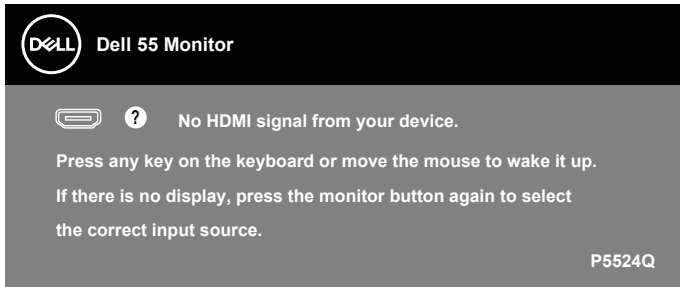 DELL Dell 55 Monitor
? No HDMI signal from your device.
Press any key on the keyboard or move the mouse to wake it up.
If there is no display, press the monitor button again to select
the correct input source.
P5524Q